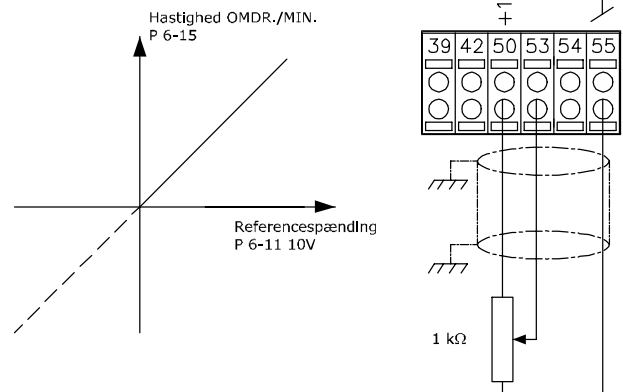 Hastighed OMDR./MIN.
P 6-15
Referencespænding
P 6-11 10V
+1
39 42 50 53 54 55
1 kΩ